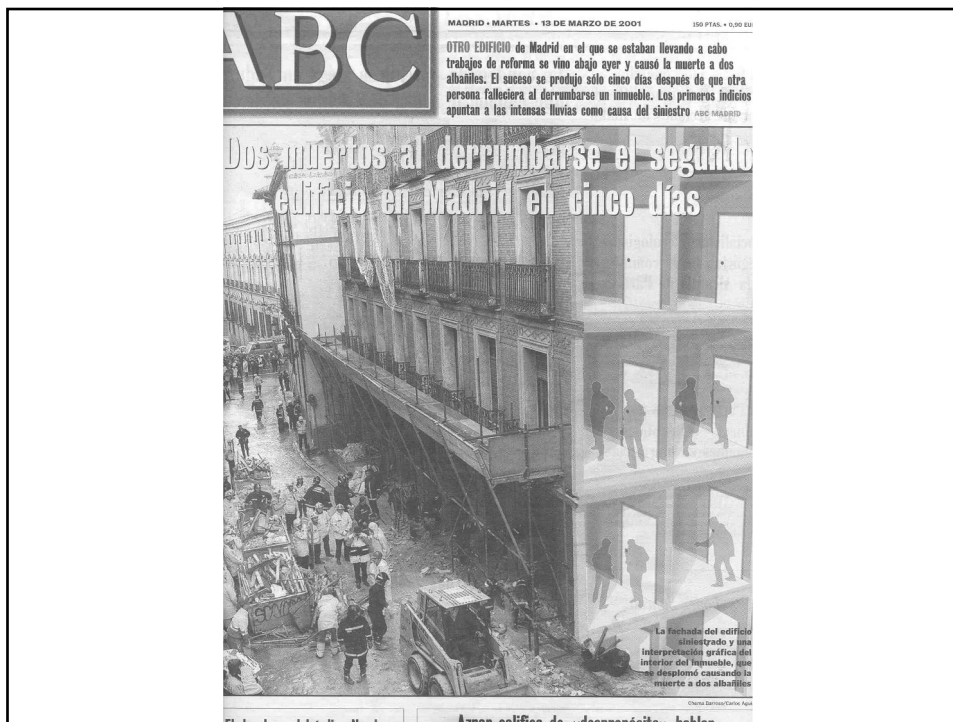 ABC
MADRID • MARTES • 13 DE MARZO DE 2001
150 PTAS. • 0,90
OTRO EDIFICIO de Madrid en el que se estaban llevando a cabo
trabajos de reforma se vino abajo ayer y causó la muerte a dos
albañiles. El suceso se produjo sólo cinco días después de que otra
persona falleciera al derrumbarse un inmueble. Los primeros indicios
apuntan a las intensas lluvias como causa del siniestro ABC MADRID
Dos muertos al derrumbarse el segundo
edificio en Madrid en cinco días
La fachada del edificio
siniestrado y una
interpretación gráfica del
interior del inmueble, que
se desplomó causando la
muerte a dos albañiles
Aznar califica de «despropósito» hablar